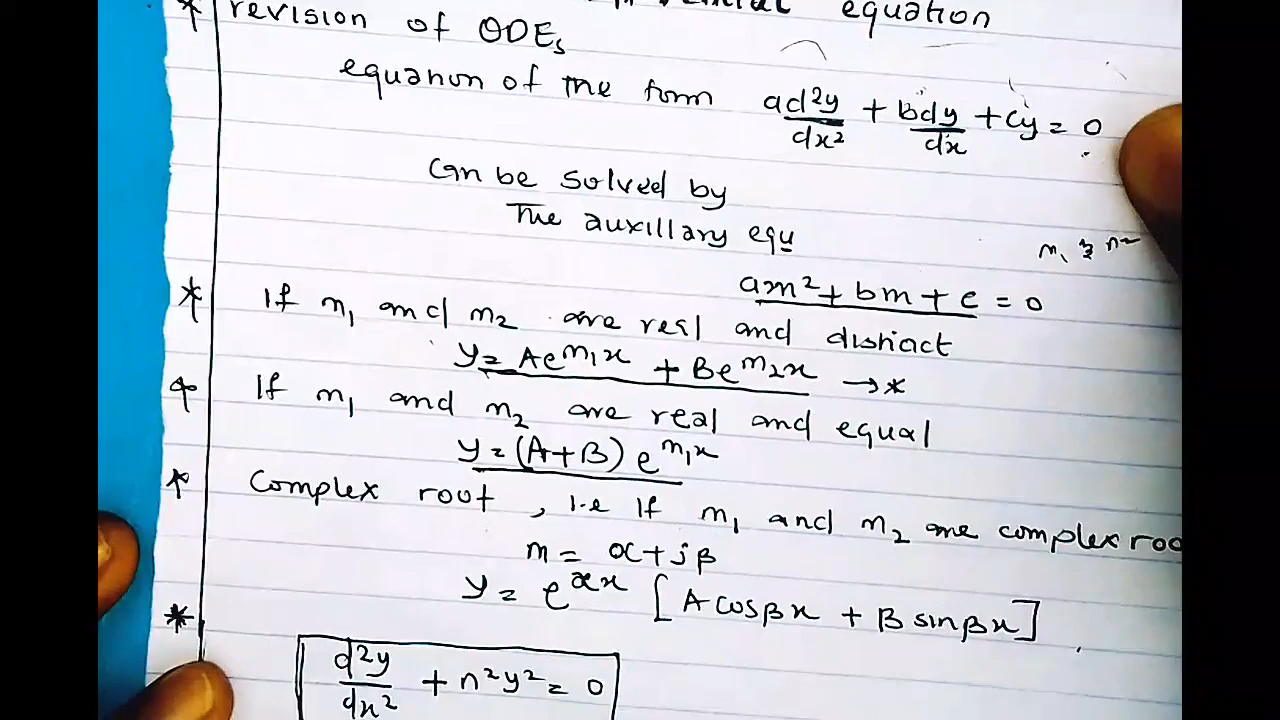 equation
* revision of ODEs
equation of the form ad²y/dx² + bdy/dx + cy = 0
can be solved by
The auxillary equ
m₁ & m₂
am² + bm + c = 0
* If m₁ and m₂ are real and distinct
y = Ae^m₁x + Be^m₂x → *
* If m₁ and m₂ are real and equal
y = (A+B) e^m₁x
* Complex root, i.e If m₁ and m₂ are complex roo
m = α + jβ
y = e^αx [A cosβx + B sinβx]
*
d²y/dx² + n²y² = 0